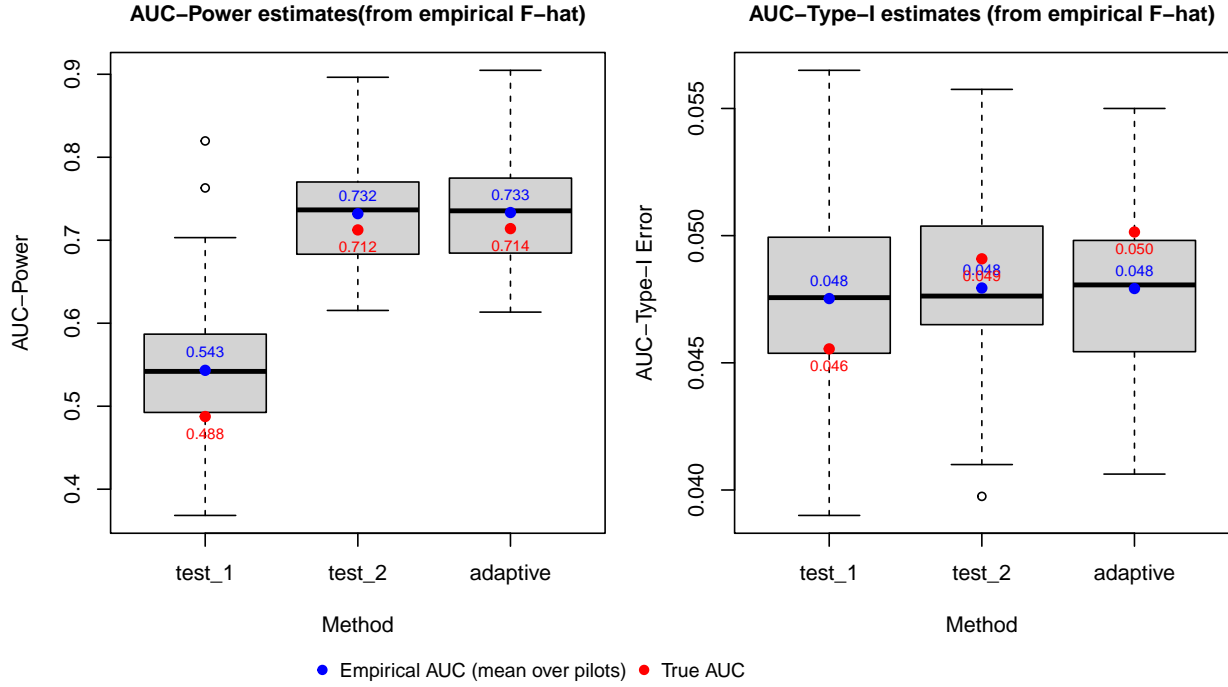 AUC−Power estimates(from empirical F−hat)
AUC−Power
0.9
0.8
0.7
0.6
0.5
0.4
0.543
0.488
0.732
0.712
0.733
0.714
test_1
test_2
adaptive
Method
AUC−Type−I estimates (from empirical F−hat)
AUC−Type−I Error
0.055
0.050
0.045
0.040
0.048
0.046
0.048
0.049
0.050
0.048
test_1
test_2
adaptive
Method
Empirical AUC (mean over pilots)
True AUC